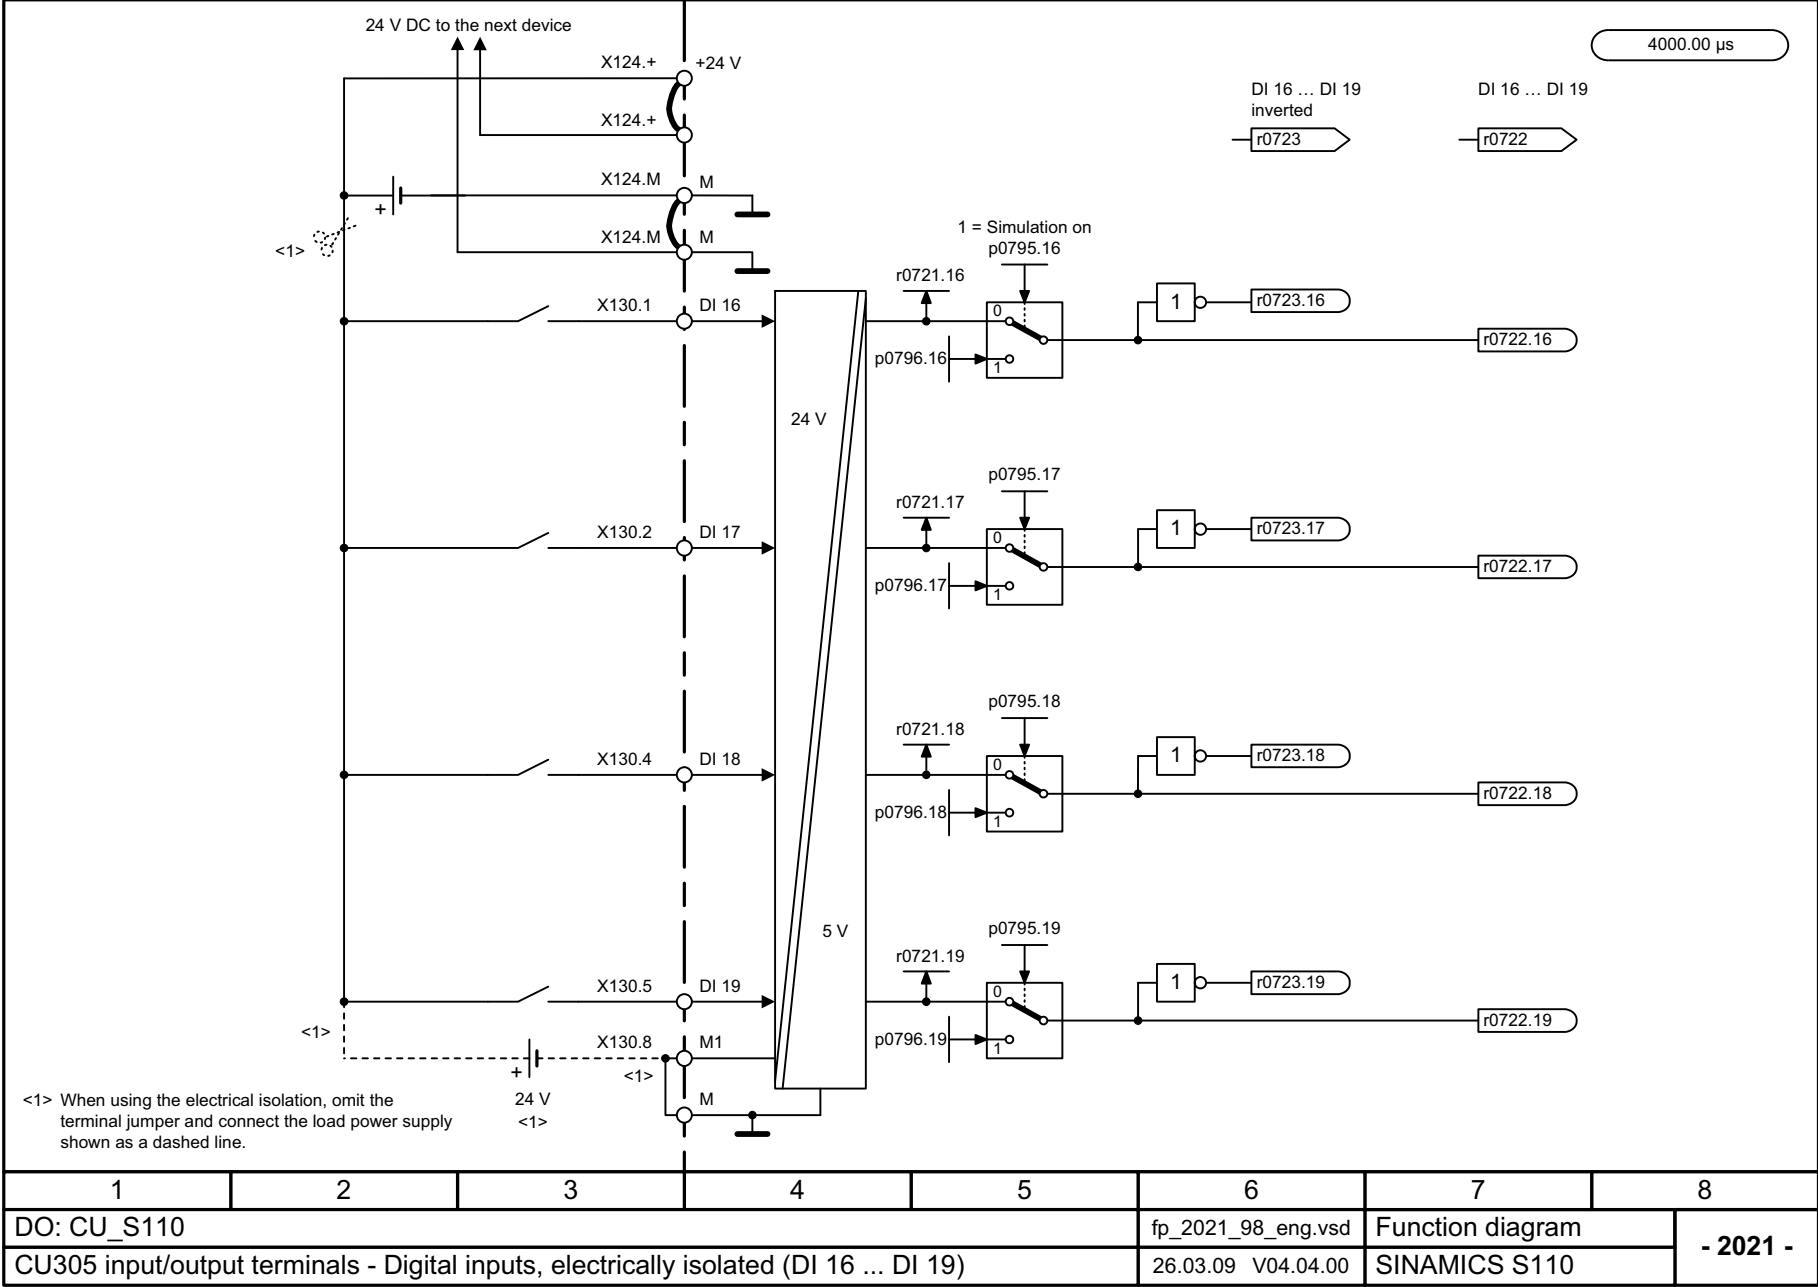 24 V DC to the next device
4000.00 µs
X124.+ +24 V
DI 16 … DI 19
inverted
DI 16 … DI 19
X124.+
r0723
r0722
X124.M M
+
<1>
X124.M M
1 = Simulation on
p0795.16
r0721.16
X130.1 DI 16
0
1
r0723.16
r0722.16
p0796.16
1
24 V
p0795.17
r0721.17
X130.2 DI 17
0
1
r0723.17
r0722.17
p0796.17
1
p0795.18
r0721.18
X130.4 DI 18
0
1
r0723.18
r0722.18
p0796.18
1
5 V
p0795.19
r0721.19
X130.5 DI 19
0
1
r0723.19
r0722.19
p0796.19
1
<1>
X130.8 M1
+
<1>
24 V
<1>
M
<1> When using the electrical isolation, omit the
terminal jumper and connect the load power supply
shown as a dashed line.
1 2 3 4 5 6 7 8
DO: CU_S110
fp_2021_98_eng.vsd
Function diagram
- 2021 -
CU305 input/output terminals - Digital inputs, electrically isolated (DI 16 ... DI 19)
26.03.09 V04.04.00
SINAMICS S110